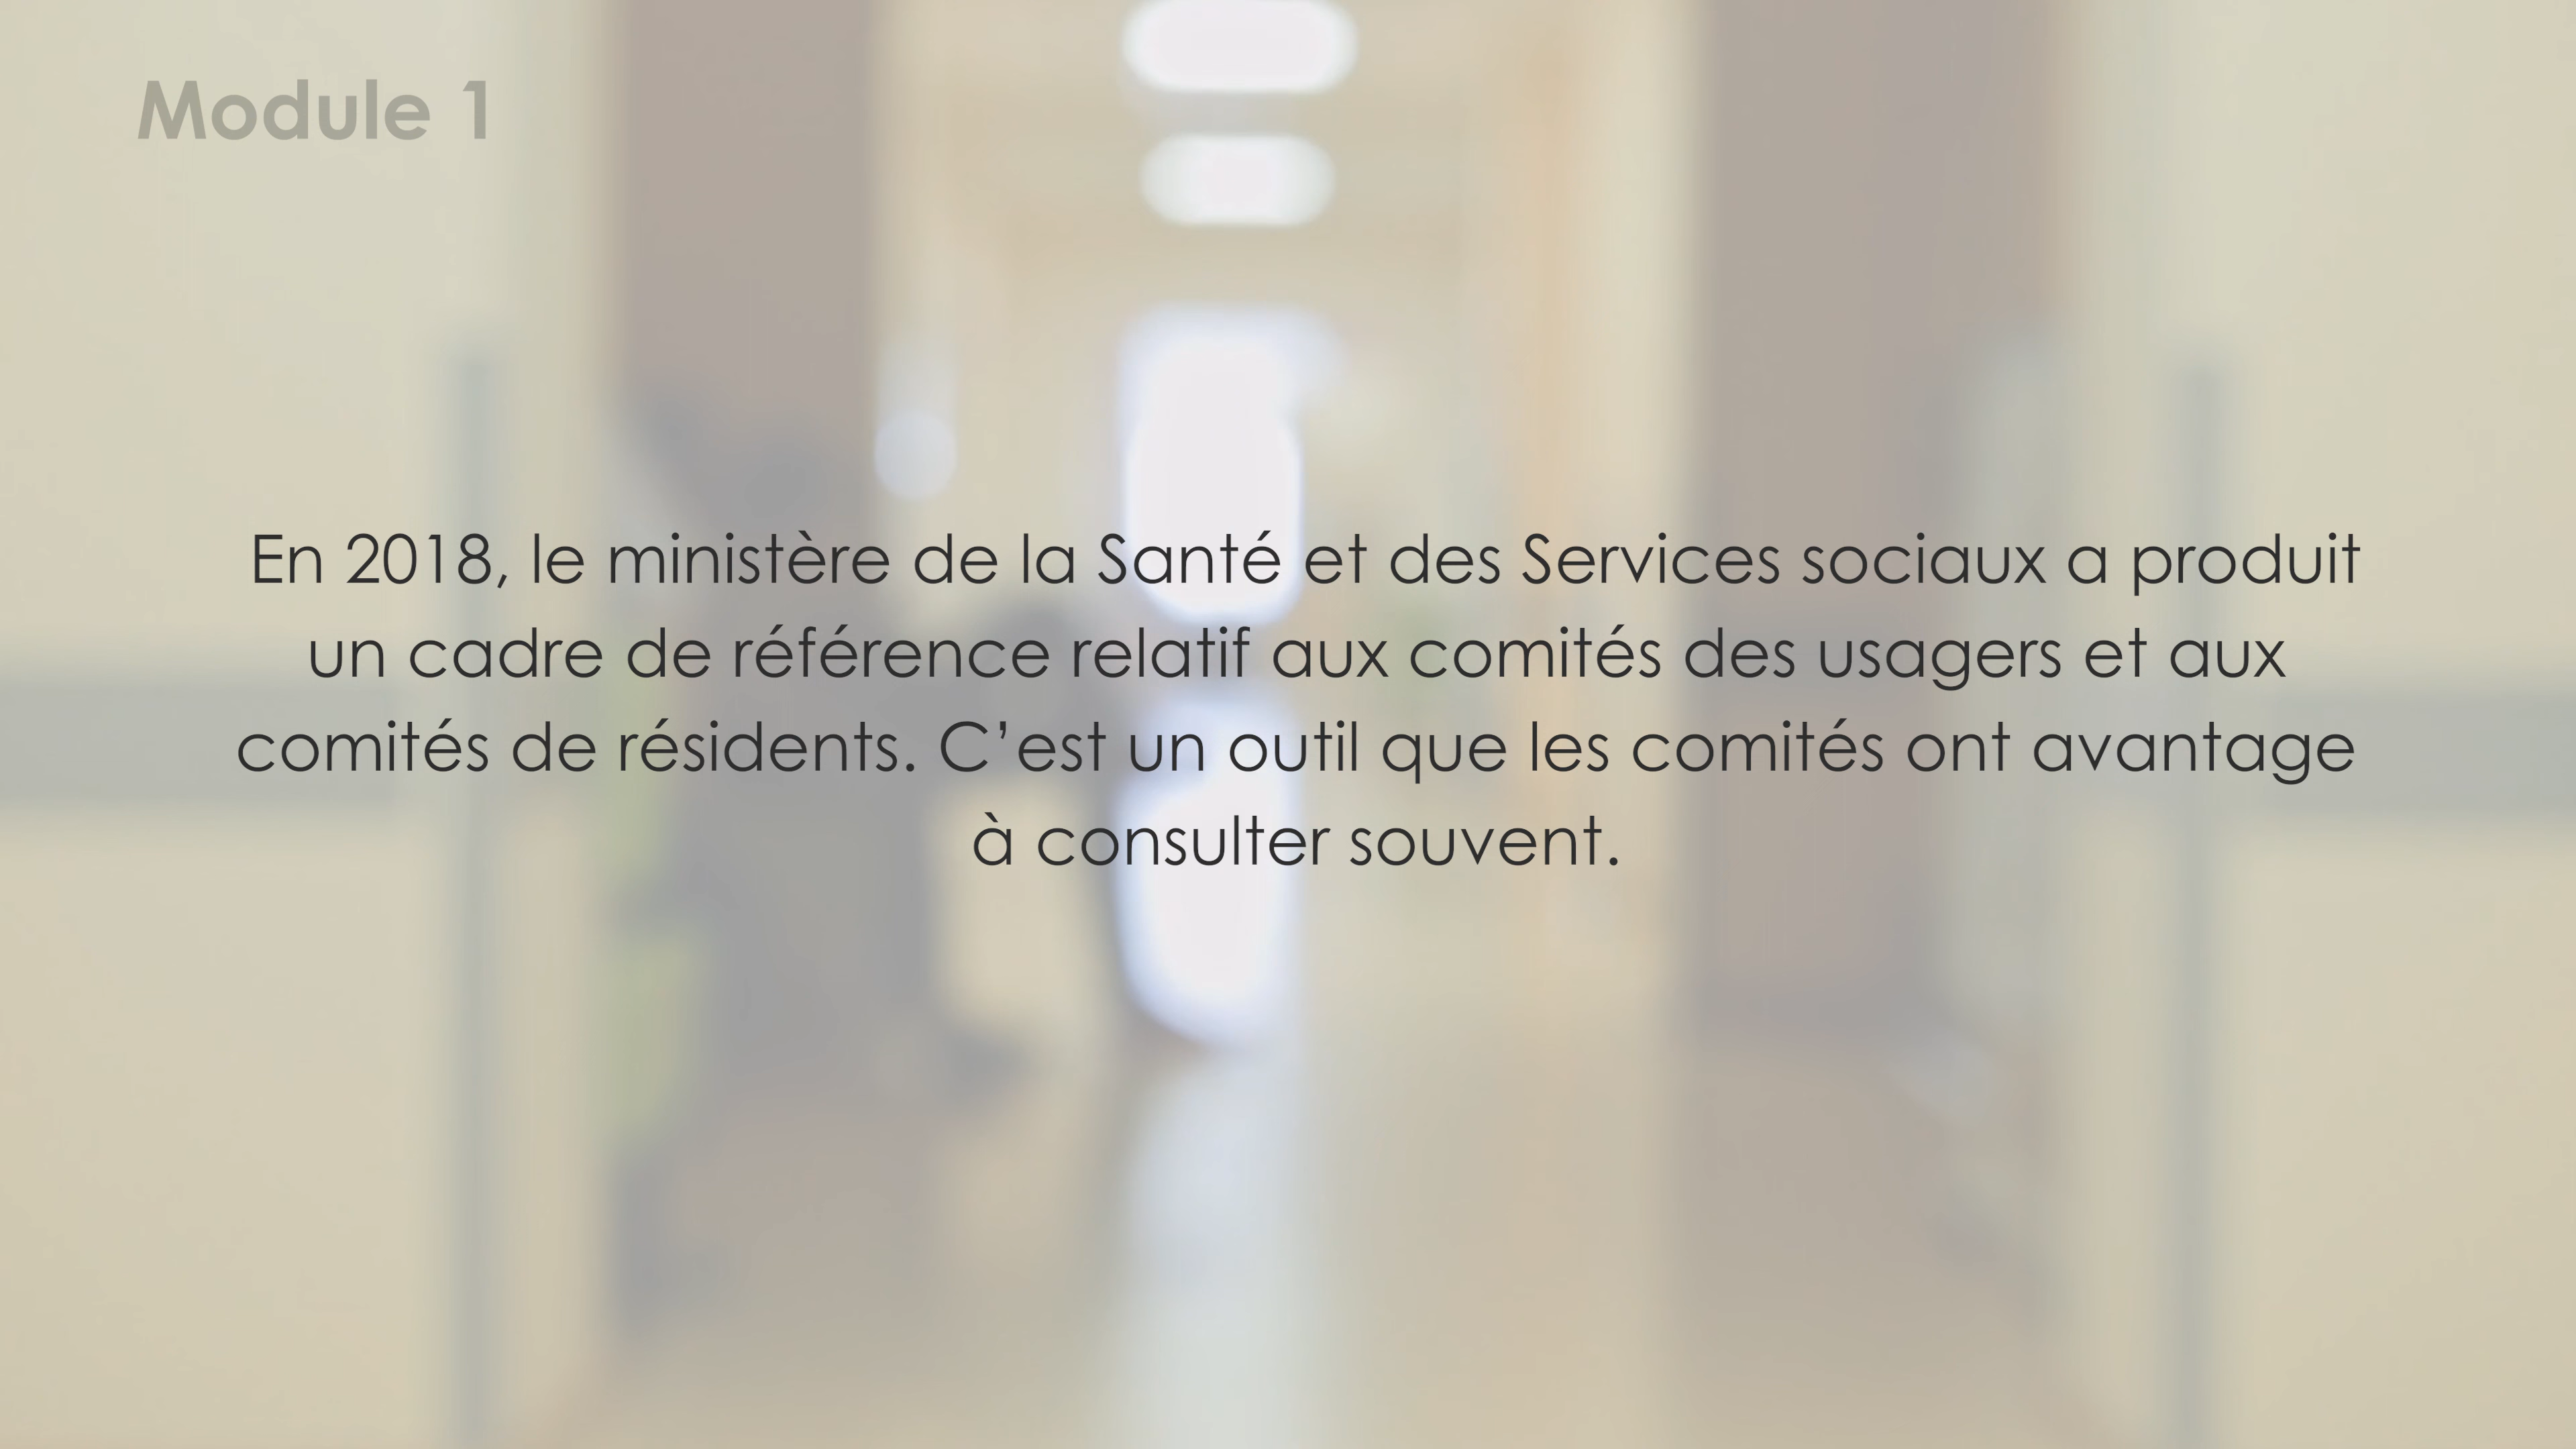 Module 1
En 2018, le ministère de la Santé et des Services sociaux a produit
un cadre de référence relatif aux comités des usagers et aux
comités de résidents. C’est un outil que les comités ont avantage
à consulter souvent.